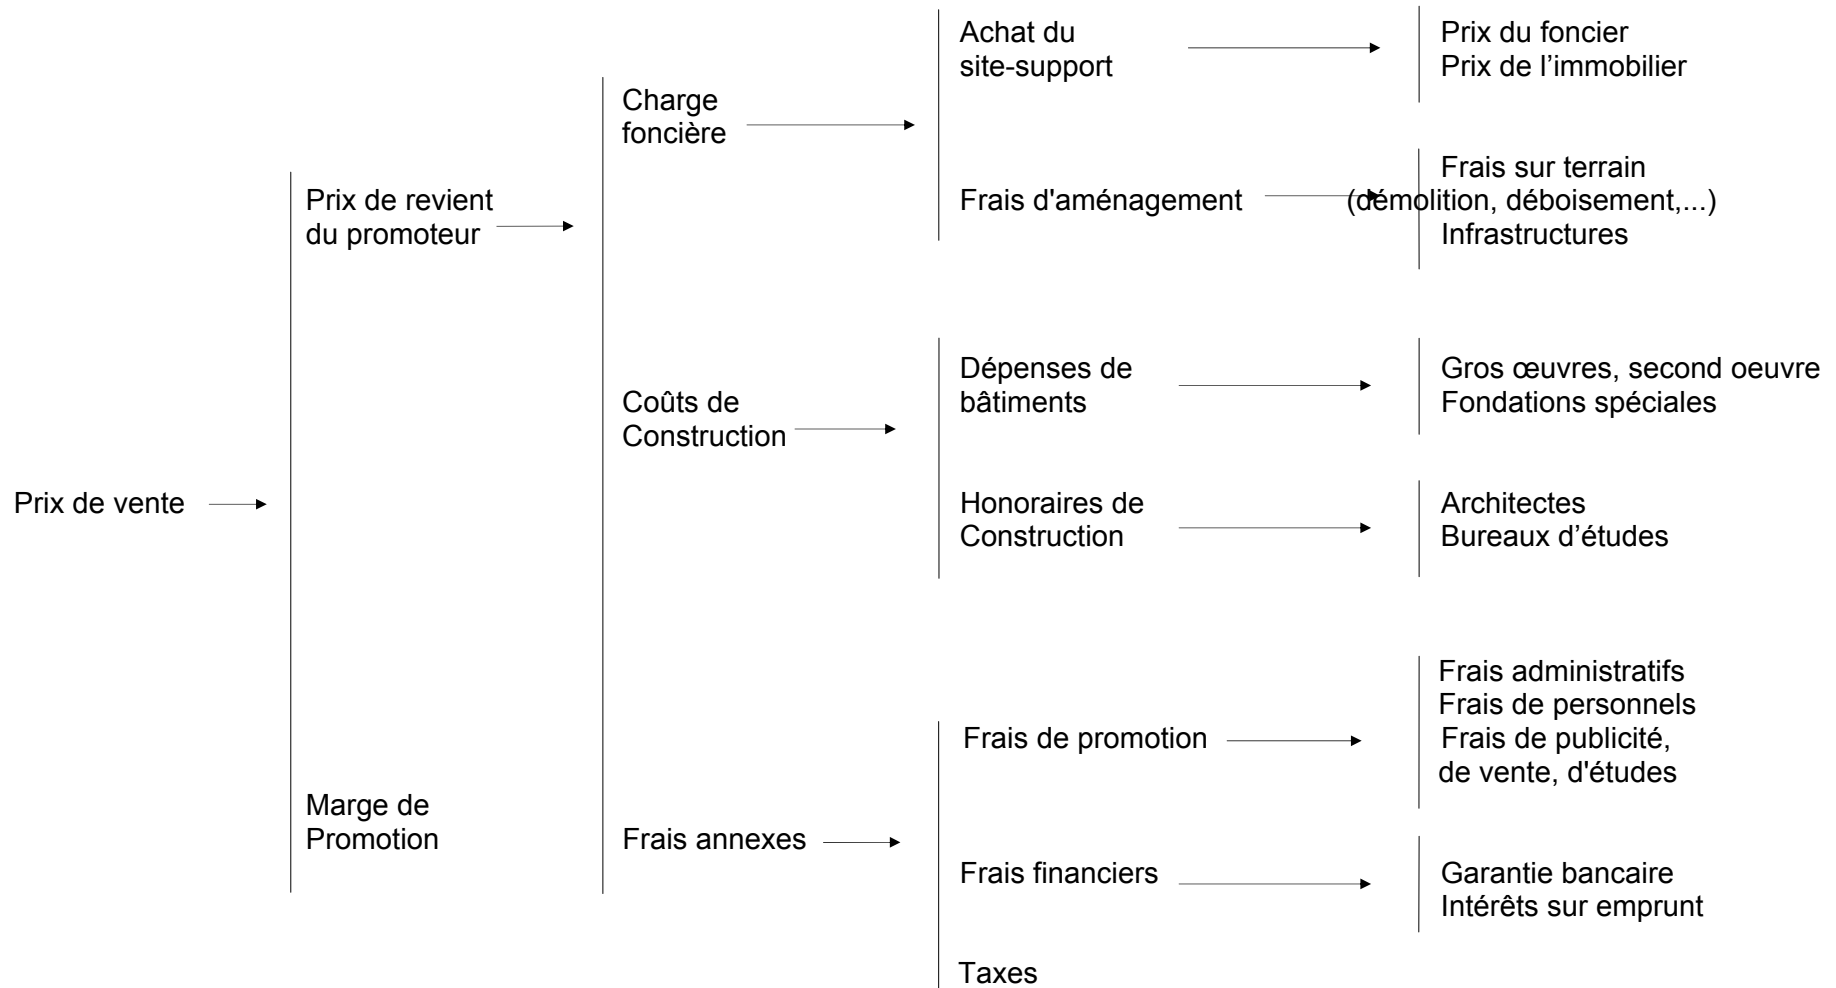 Prix de vente
Prix de revient
du promoteur
Marge de
Promotion
Charge
foncière
Coûts de
Construction
Frais annexes
Achat du
site-support
Frais d'aménagement
Dépenses de
bâtiments
Honoraires de
Construction
Frais de promotion
Frais financiers
Taxes
Prix du foncier
Prix de l’immobilier
Frais sur terrain
(démolition, déboisement,...)
Infrastructures
Gros œuvres, second oeuvre
Fondations spéciales
Architectes
Bureaux d’études
Frais administratifs
Frais de personnels
Frais de publicité,
de vente, d'études
Garantie bancaire
Intérêts sur emprunt